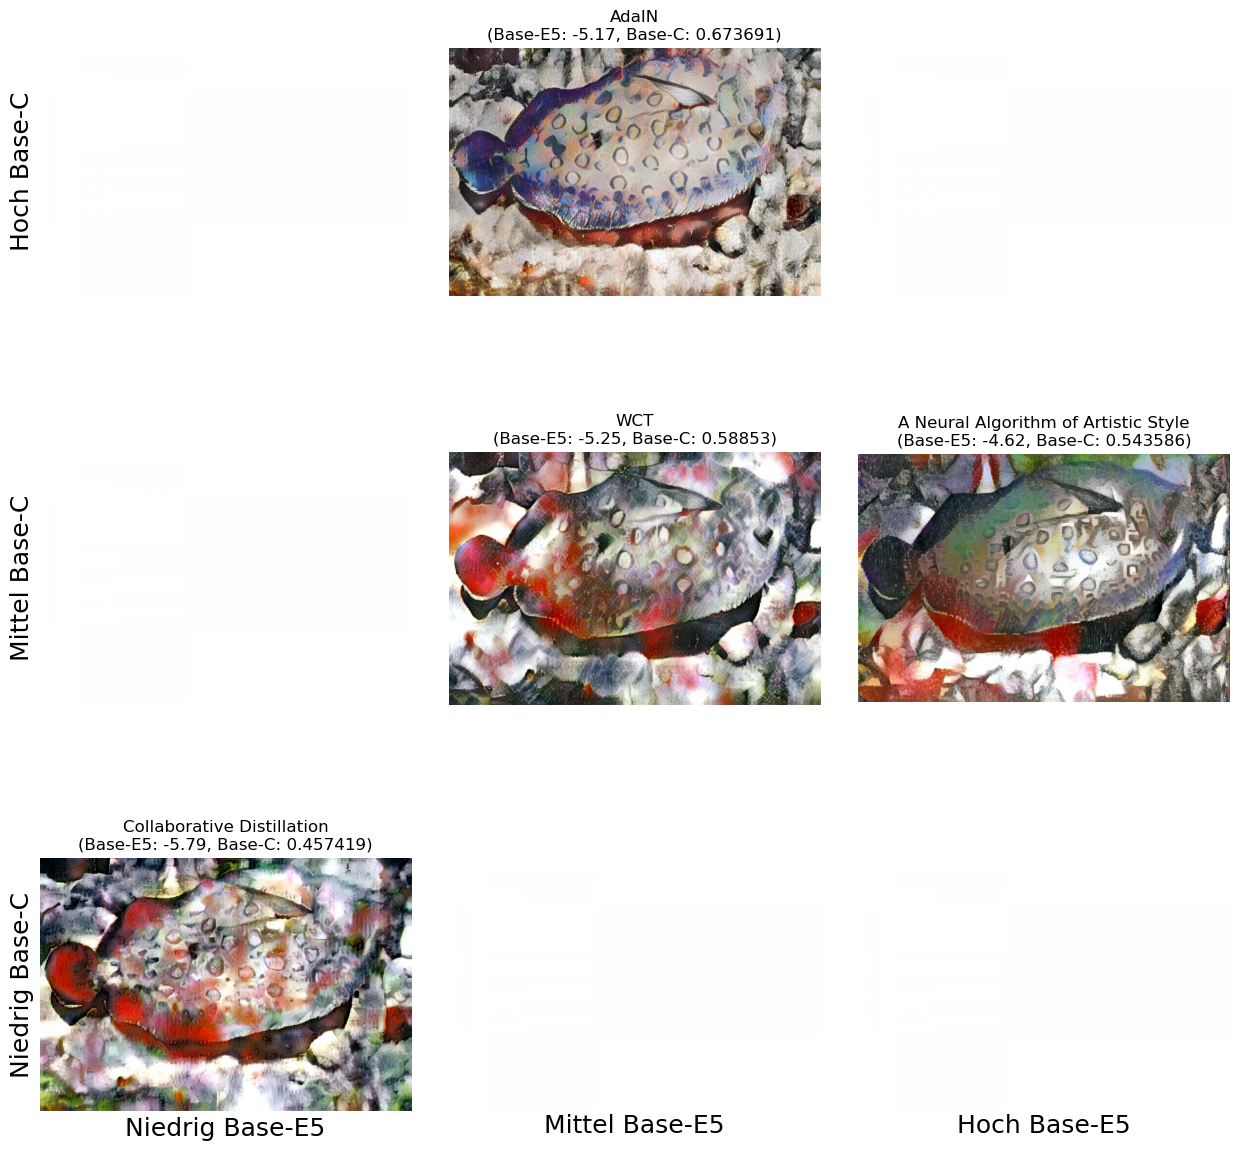 AdaIN
(Base-E5: -5.17, Base-C: 0.673691)
Hoch Base-C
WCT
(Base-E5: -5.25, Base-C: 0.58853)
A Neural Algorithm of Artistic Style
(Base-E5: -4.62, Base-C: 0.543586)
Mittel Base-C
Collaborative Distillation
(Base-E5: -5.79, Base-C: 0.457419)
Niedrig Base-C
Niedrig Base-E5
Mittel Base-E5
Hoch Base-E5